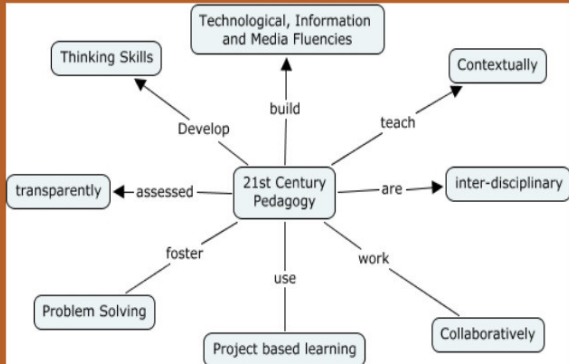 Technological, Information
and Media Fluencies
Thinking Skills
Contextually
build
Develop
teach
transparently
assessed
21st Century
Pedagogy
are
inter-disciplinary
foster
use
work
Problem Solving
Project based learning
Collaboratively